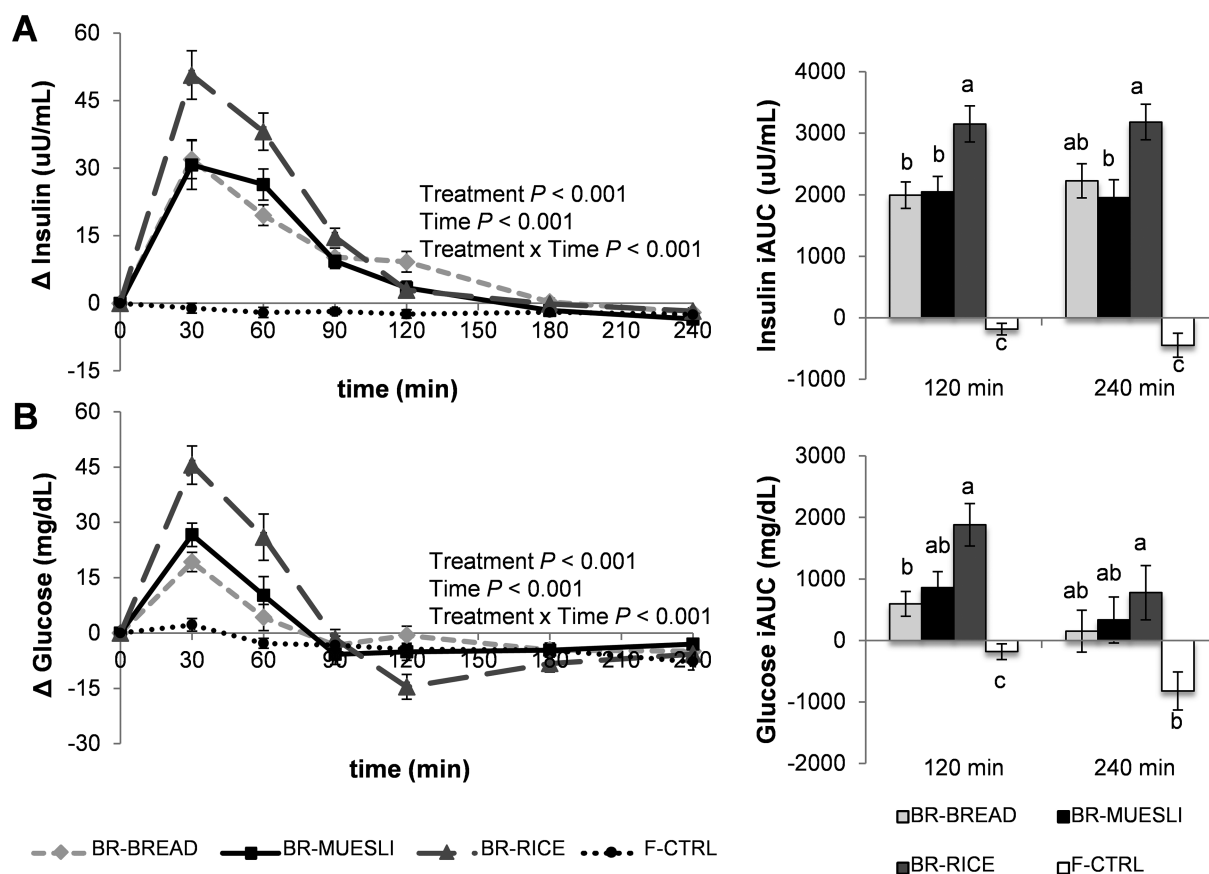 A
Δ Insulin (uU/mL)
60
45
30
15
0
-15
0 30 60 90 120 150 180 210 240
time (min)
Treatment P < 0.001
Time P < 0.001
Treatment x Time P < 0.001
Insulin iAUC (uU/mL)
4000
3000
2000
1000
0
-1000
b b a c
ab b a c
120 min 240 min
B
Δ Glucose (mg/dL)
60
45
30
15
0
-15
-30
0 30 60 90 120 150 180 210 240
time (min)
Treatment P < 0.001
Time P < 0.001
Treatment x Time P < 0.001
Glucose iAUC (mg/dL)
3000
2000
1000
0
-1000
-2000
b ab a c
ab ab a b
120 min 240 min
BR-BREAD BR-MUESLI BR-RICE F-CTRL
BR-BREAD BR-MUESLI
BR-RICE F-CTRL